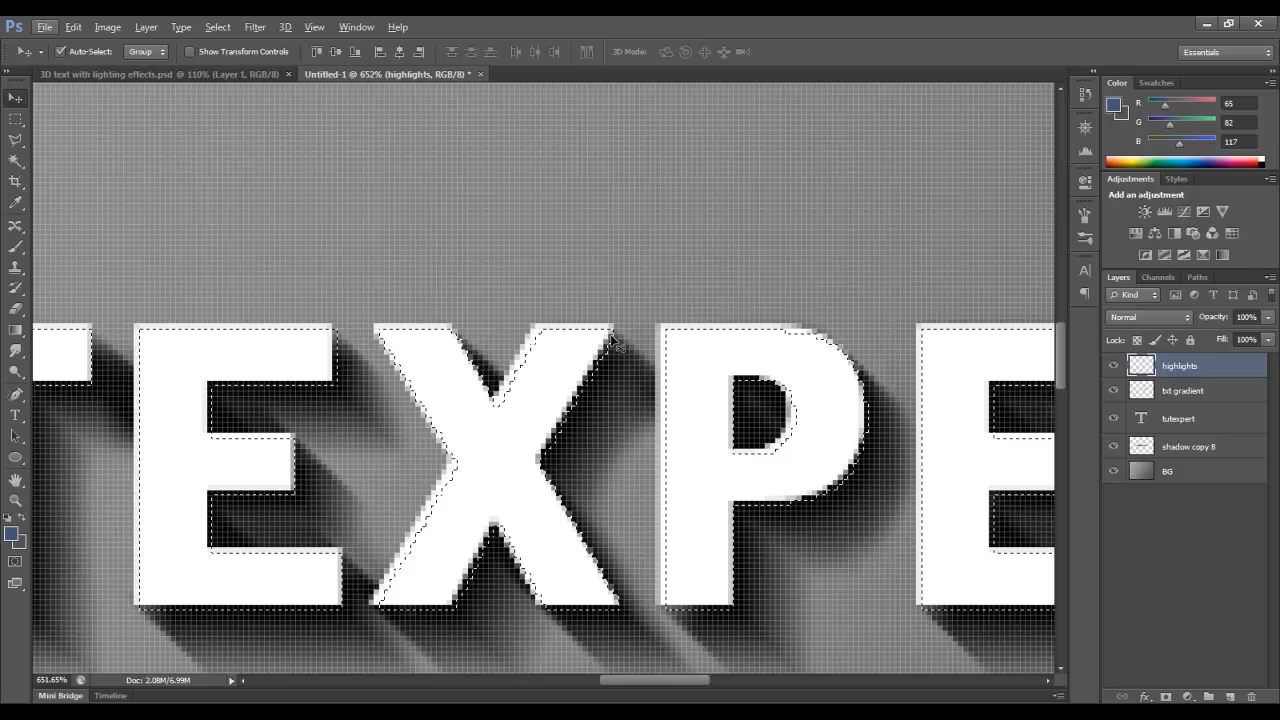 Ps File Edit Image Layer Type Select Filter 3D View Window Help
Auto-Select: Group Show Transform Controls 3D Mode: Essentials
3D text with lighting effects.psd @ 110% (Layer 1, RGB/8) × Untitled-1 @ 652% (highlights, RGB/8) * ×
Color Swatches
R 65
G 82
B 117
Adjustments Styles
Add an adjustment
Layers Channels Paths
Kind
Normal Opacity: 100%
Lock: Fill: 100%
highlights
txt gradient
T tutexpert
shadow copy 8
BG
TEXPE
651.65% Doc: 2.08M/6.99M
Mini Bridge Timeline